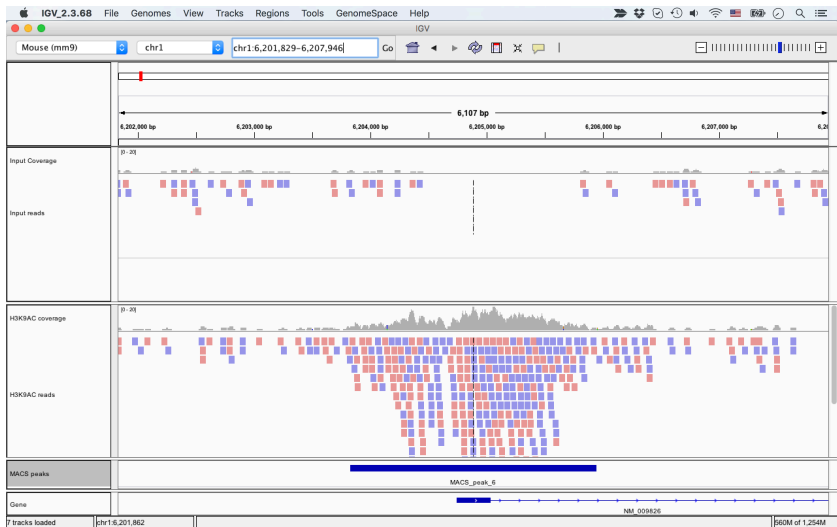 IGV_2.3.68 File Genomes View Tracks Regions Tools GenomeSpace Help
IGV
Mouse (mm9) chr1 chr1:6,201,829-6,207,946 Go
6,107 bp
6,202,000 bp 6,203,000 bp 6,204,000 bp 6,205,000 bp 6,206,000 bp 6,207,000 bp 6,20
[0 - 20]
Input Coverage
Input reads
[0 - 20]
H3K9AC coverage
H3K9AC reads
MACS peaks
MACS_peak_6
Gene
NM_009826
7 tracks loaded chr1:6,201,862 660M of 1,254M